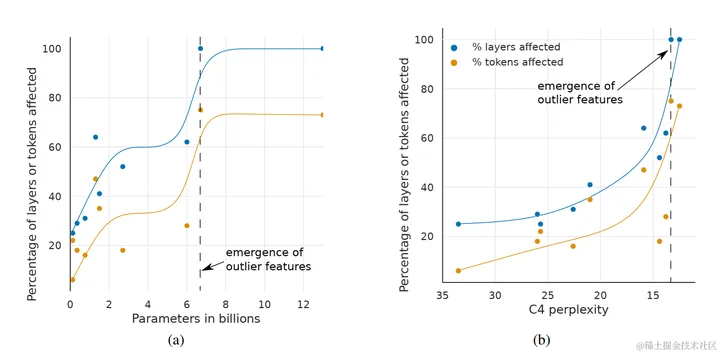 Percentage of layers or tokens affected
100
80
60
40
20
0
2
4
6
8
10
12
Parameters in billions
emergence of
outlier features
(a)
Percentage of layers or tokens affected
100
80
60
40
20
% layers affected
% tokens affected
emergence of
outlier features
35
30
25
20
15
C4 perplexity
(b)
@稀土掘金技术社区